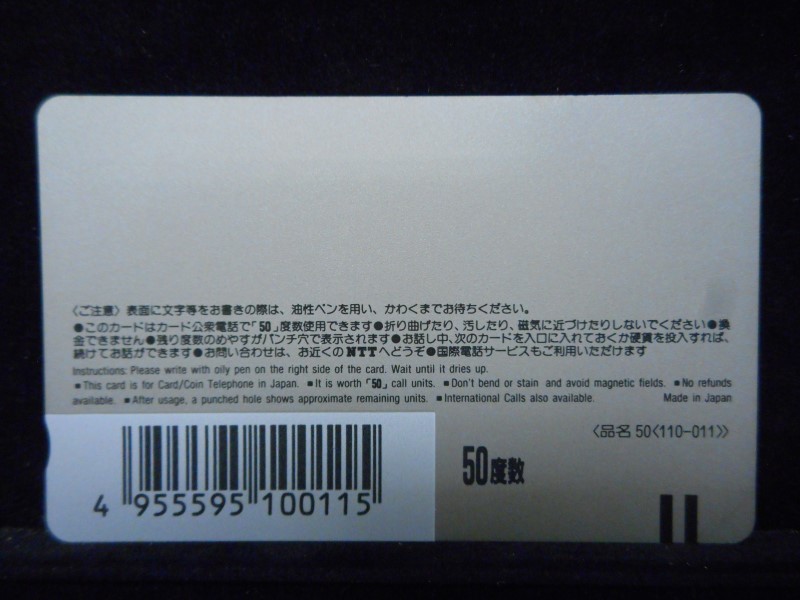 〈ご注意〉表面に文字等をお書きの際は、油性ペンを用い、かわくまでお待ちください。
●このカードはカード公衆電話で「50」度数使用できます●折り曲げたり、汚したり、磁気に近づけたりしないでください●換
金できません●残り度数のめやすがパンチ穴で表示されます●お話し中、次のカードを入口に入れておくか硬貨を投入すれば、
続けてお話ができます●お問い合わせは、お近くのNTTへどうぞ●国際電話サービスもご利用いただけます
Instructions: Please write with oily pen on the right side of the card. Wait until it dries up.
■This card is for Card/Coin Telephone in Japan. ■It is worth「50」call units. ■Don't bend or stain and avoid magnetic fields. ■No refunds
available. ■After usage, a punched hole shows approximate remaining units. ■International Calls also available. Made in Japan
〈品名 50〈110-011〉〉
50度数
4 955595 100115